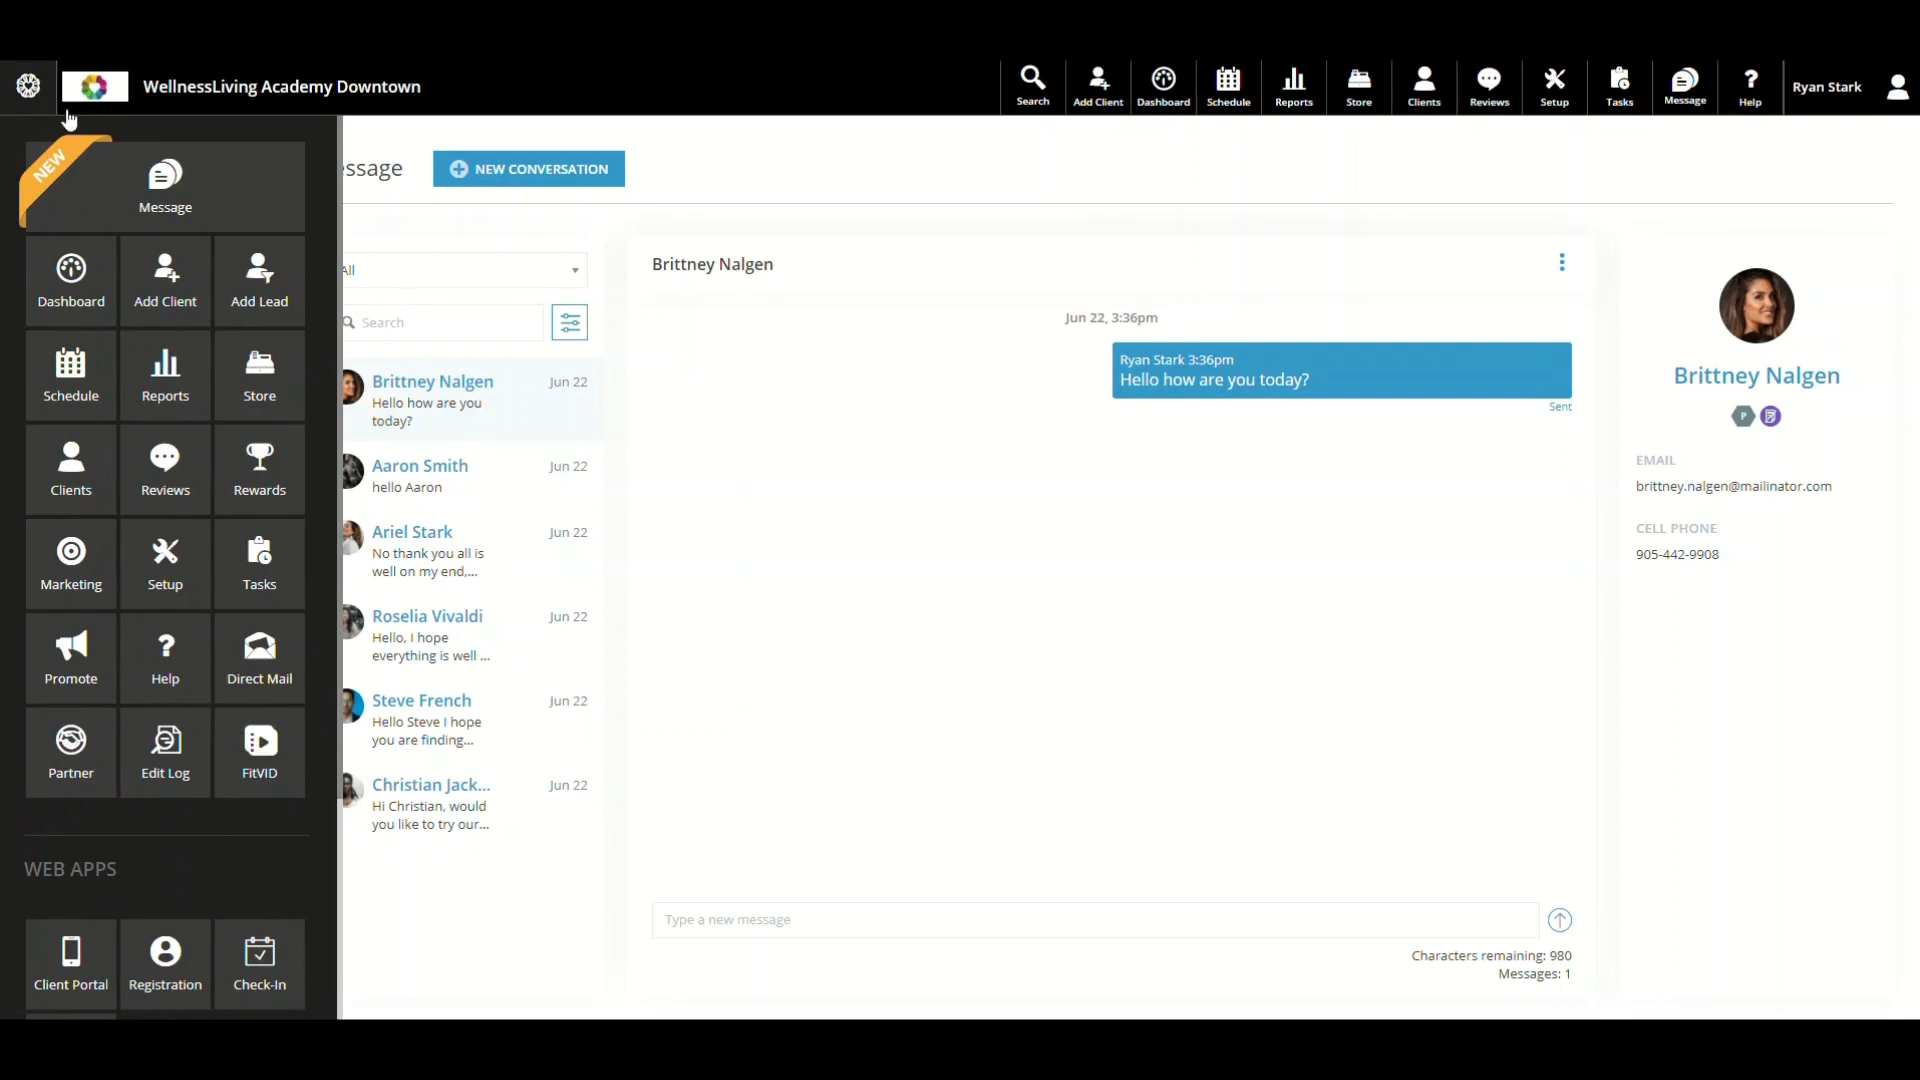 WellnessLiving Academy Downtown
Search
Add Client
Dashboard
Schedule
Reports
Store
Clients
Reviews
Setup
Tasks
Message
Help
Ryan Stark
NEW
Message
Dashboard
Add Client
Add Lead
Schedule
Reports
Store
Clients
Reviews
Rewards
Marketing
Setup
Tasks
Promote
Help
Direct Mail
Partner
Edit Log
FitVID
WEB APPS
Client Portal
Registration
Check-In
essage
NEW CONVERSATION
All
Search
Brittney Nalgen
Jun 22
Hello how are you
today?
Aaron Smith
Jun 22
hello Aaron
Ariel Stark
Jun 22
No thank you all is
well on my end,...
Roselia Vivaldi
Jun 22
Hello, I hope
everything is well ...
Steve French
Jun 22
Hello Steve I hope
you are finding...
Christian Jack...
Jun 22
Hi Christian, would
you like to try our...
Brittney Nalgen
Jun 22, 3:36pm
Ryan Stark 3:36pm
Hello how are you today?
Sent
Type a new message
Characters remaining: 980
Messages: 1
Brittney Nalgen
P
EMAIL
brittney.nalgen@mailinator.com
CELL PHONE
905-442-9908